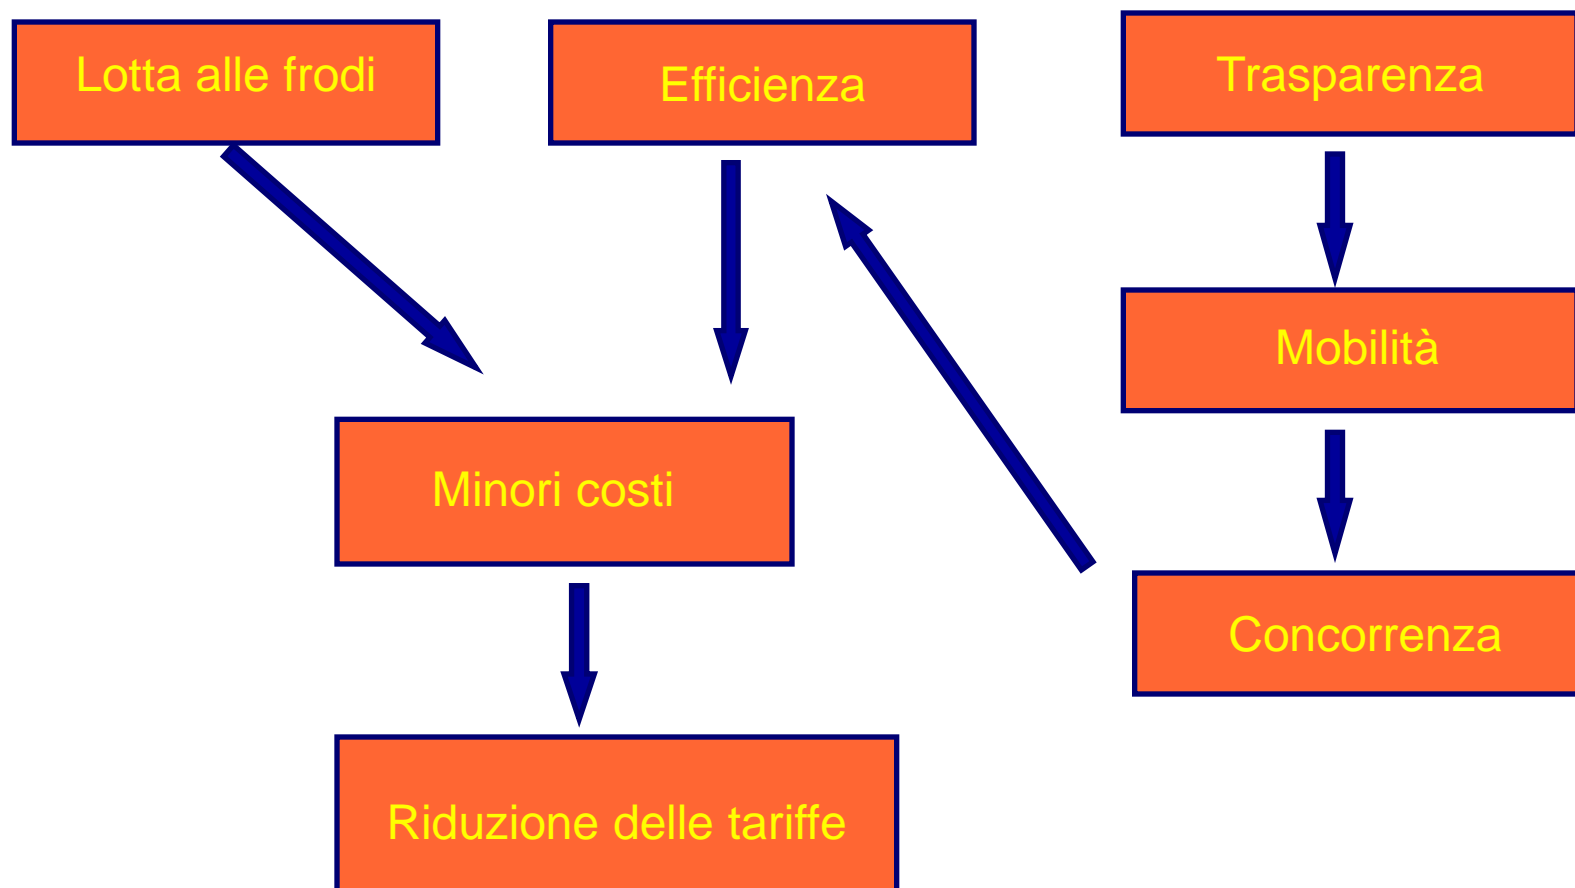 Lotta alle frodi
Efficienza
Trasparenza
Mobilità
Minori costi
Concorrenza
Riduzione delle tariffe